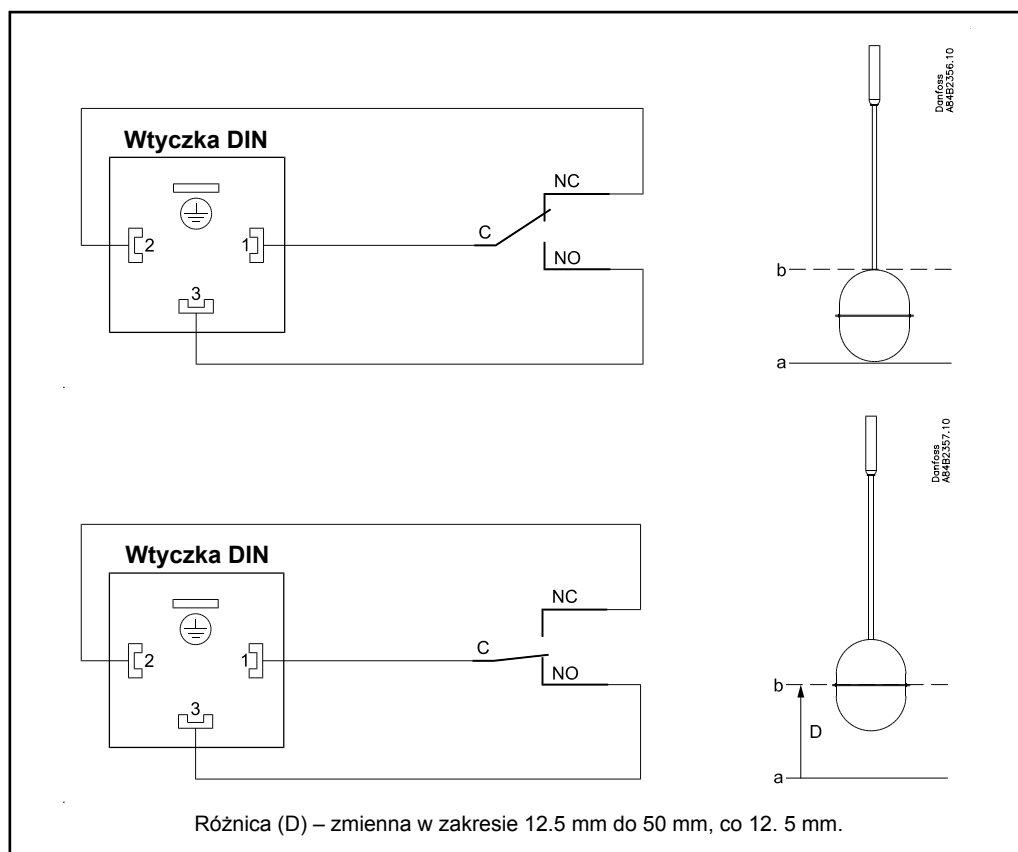 Danfoss
A84B2356.10
Wtyczka DIN
NC
C
NO
2
1
3
b
a
Danfoss
A84B2357.10
Wtyczka DIN
NC
C
NO
2
1
3
b
D
a
Różnica (D) – zmienna w zakresie 12.5 mm do 50 mm, co 12. 5 mm.